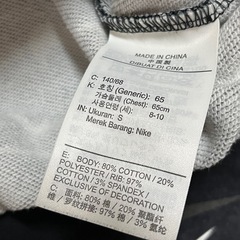 MADE IN CHINA
中国製
DIBUAT DI CINA
C: 140/68
K: 호칭 (Generic): 65
가슴둘레 (Chest): 65cm
사용연령 (세): 8-10
IN: Ukuran: S
Merek Barang: Nike
E: BODY: 80% COTTON / 20%
POLYESTER / RIB: 97%
COTTON / 3% SPANDEX /
EXCLUSIVE OF DECORATION
C: 面料: 80% 棉 / 20% 聚酯纤
维 / 罗纹拼接: 97% 棉 / 3% 氨纶